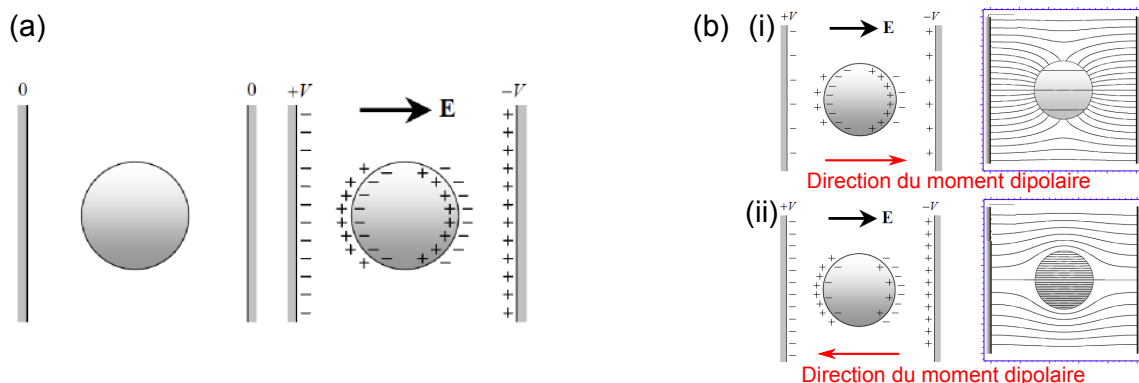 (a)
0
0
+V
-V
E
(b) (i)
+V
-V
E
Direction du moment dipolaire
(ii)
+V
-V
E
Direction du moment dipolaire